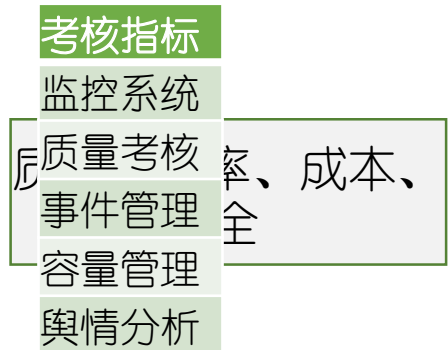 考核指标
监控系统
质量考核
率、成本、
事件管理
全
容量管理
舆情分析